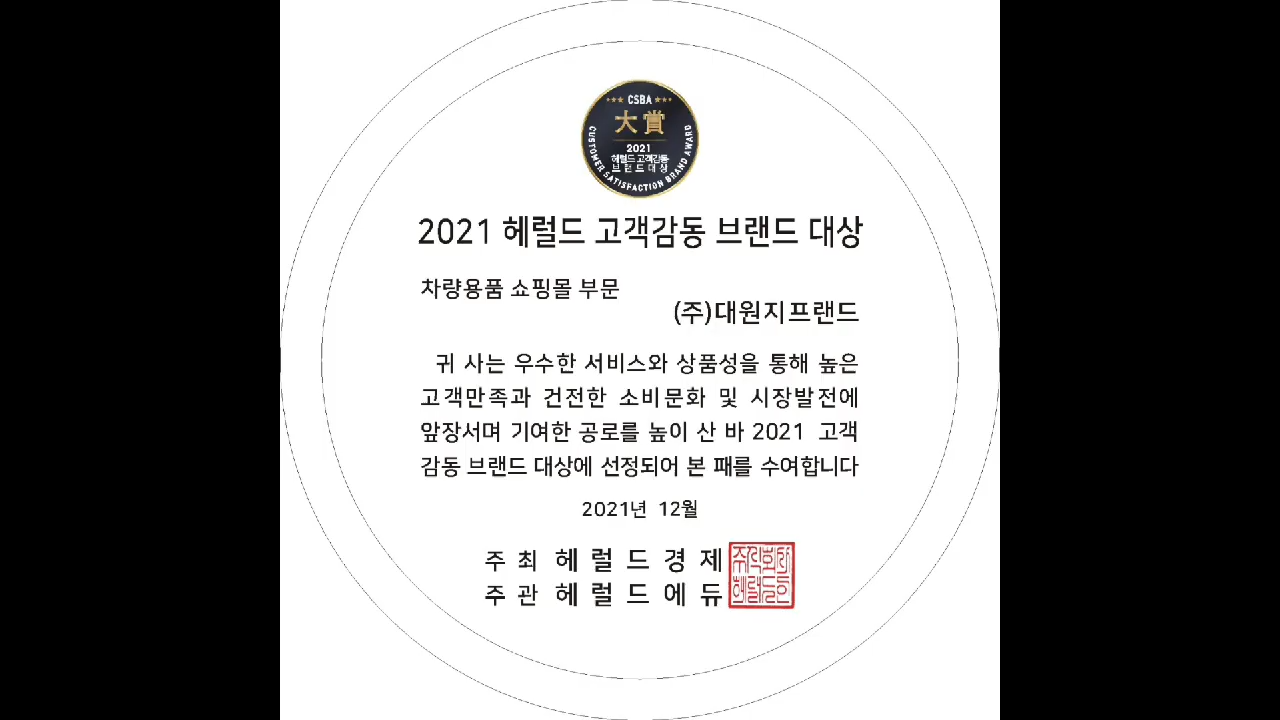 CSBA
大賞
2021
헤럴드 고객감동
브랜드대상
CUSTOMER SATISFACTION BRAND AWARD
2021 헤럴드 고객감동 브랜드 대상
차량용품 쇼핑몰 부문
(주)대원지프랜드
귀 사는 우수한 서비스와 상품성을 통해 높은
고객만족과 건전한 소비문화 및 시장발전에
앞장서며 기여한 공로를 높이 산 바 2021 고객
감동 브랜드 대상에 선정되어 본 패를 수여합니다
2021년 12월
주 최 헤 럴 드 경 제
주 관 헤 럴 드 에 듀